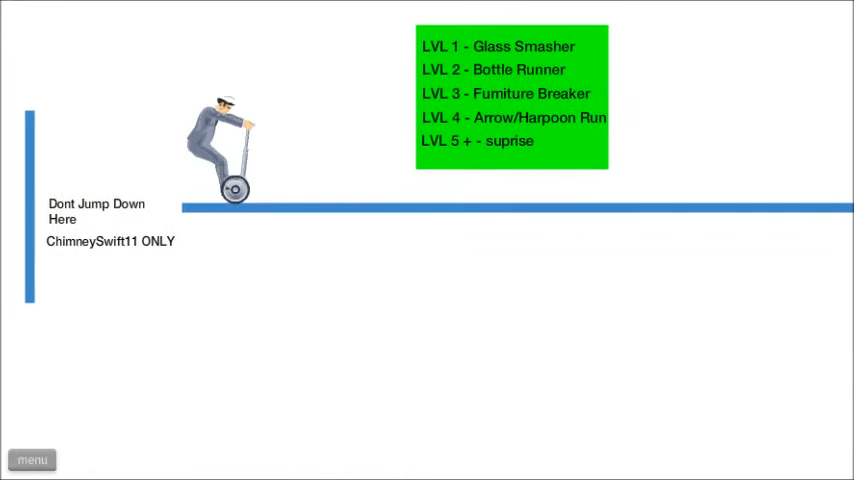 LVL 1 - Glass Smasher
LVL 2 - Bottle Runner
LVL 3 - Furniture Breaker
LVL 4 - Arrow/Harpoon Run
LVL 5 + - suprise
Dont Jump Down
Here
ChimneySwift11 ONLY
menu